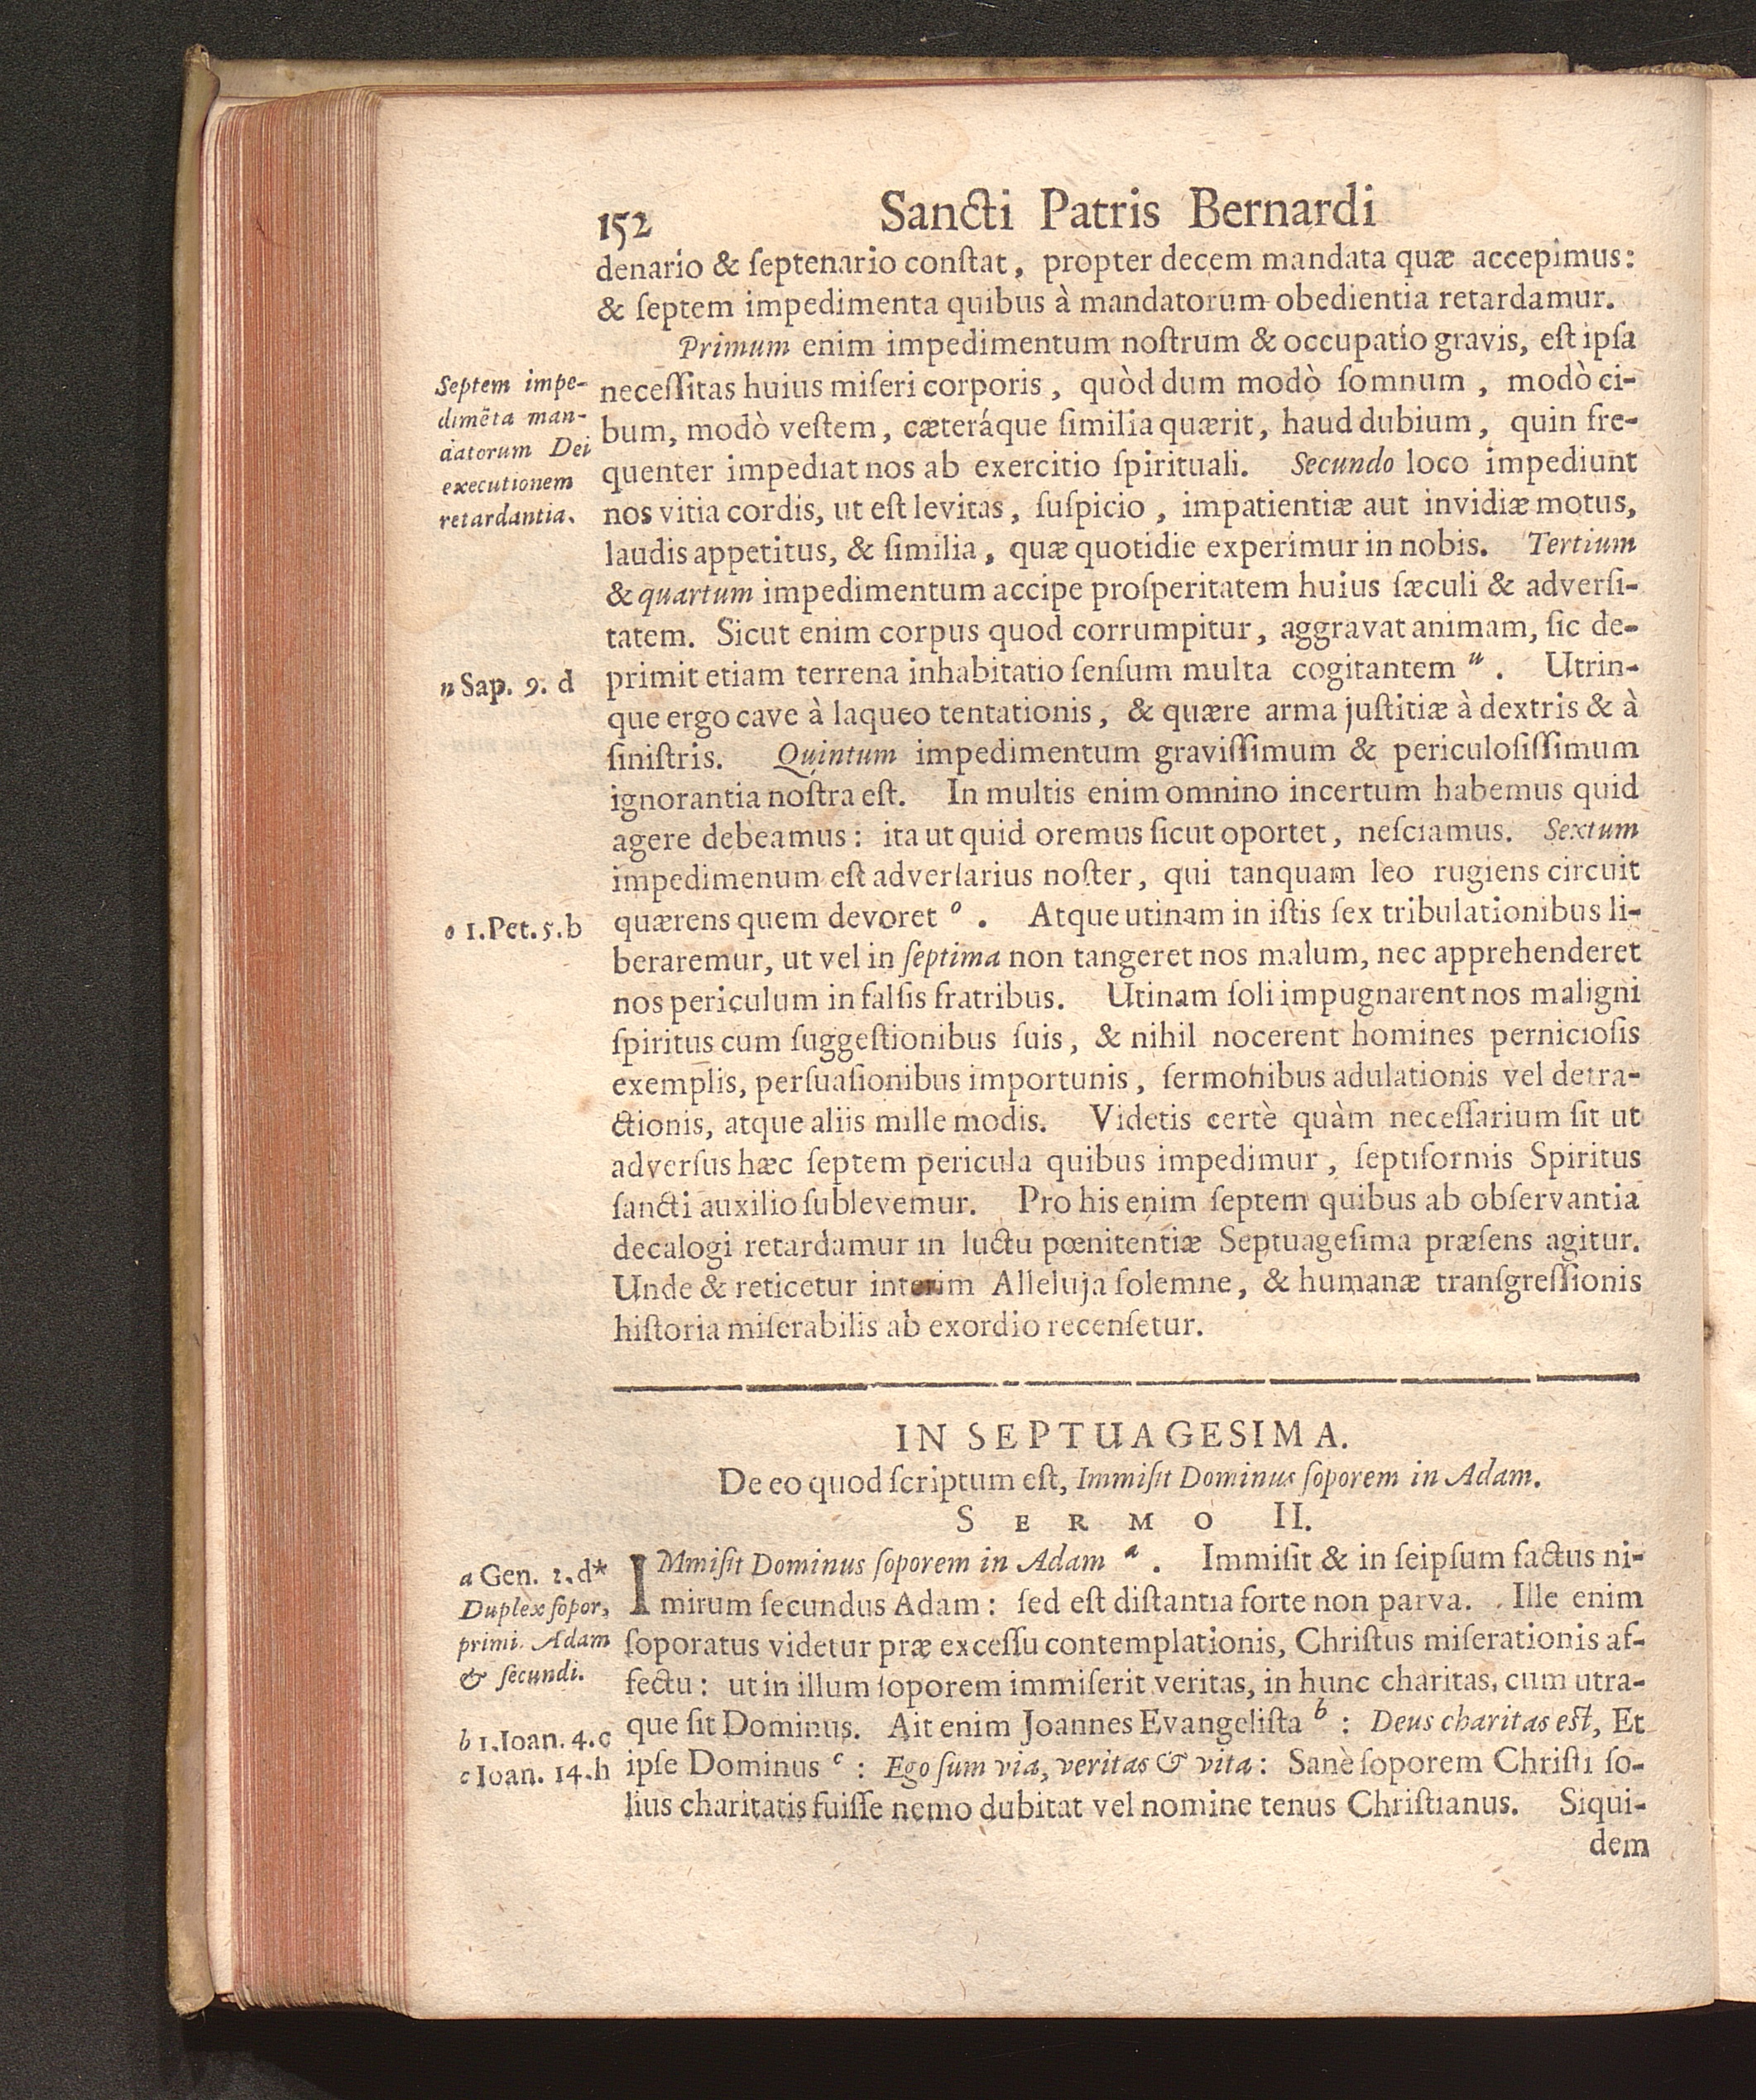 152
Sancti Patris Bernardi
denario & ſeptenario conſtat, propter decem mandata quæ accepimus:
& ſeptem impedimenta quibus à mandatorum obedientia retardamur.
Primum enim impedimentum noſtrum & occupatio gravis, eſt ipſa
neceſſitas huius miſeri corporis, quòd dum modò ſomnum, modò ci-
bum, modò veſtem, cæteráque ſimilia quærit, haud dubium, quin fre-
quenter impediat nos ab exercitio ſpirituali. Secundo loco impediunt
nos vitia cordis, ut eſt levitas, ſuſpicio, impatientiæ aut invidiæ motus,
laudis appetitus, & ſimilia, quæ quotidie experimur in nobis. Tertium
& quartum impedimentum accipe proſperitatem huius ſæculi & adverſi-
tatem. Sicut enim corpus quod corrumpitur, aggravat animam, ſic de-
primit etiam terrena inhabitatio ſenſum multa cogitantem n. Utrin-
que ergo cave à laqueo tentationis, & quære arma juſtitiæ à dextris & à
ſiniſtris. Quintum impedimentum graviſſimum & periculoſiſſimum
ignorantia noſtra eſt. In multis enim omnino incertum habemus quid
agere debeamus: ita ut quid oremus ſicut oportet, neſciamus. Sextum
impedimenum eſt adverſarius noſter, qui tanquam leo rugiens circuit
quærens quem devoret o. Atque utinam in iſtis ſex tribulationibus li-
beraremur, ut vel in ſeptima non tangeret nos malum, nec apprehenderet
nos periculum in falſis fratribus. Utinam ſoli impugnarent nos maligni
ſpiritus cum ſuggeſtionibus ſuis, & nihil nocerent homines pernicioſis
exemplis, perſuaſionibus importunis, ſermonibus adulationis vel detra-
ctionis, atque aliis mille modis. Videtis certè quàm neceſſarium ſit ut
adverſus hæc ſeptem pericula quibus impedimur, ſeptiformis Spiritus
ſancti auxilio ſublevemur. Pro his enim ſeptem quibus ab obſervantia
decalogi retardamur in luctu pœnitentiæ Septuageſima præſens agitur.
Unde & reticetur interim Alleluja ſolemne, & humanæ tranſgreſſionis
hiſtoria miſerabilis ab exordio recenſetur.
Septem impe-
dimẽta man-
datorum Dei
executionem
retardantia.
n Sap. 9. d
o 1. Pet. 5. b
IN SEPTUAGESIMA.
De eo quod ſcriptum eſt, Immiſit Dominus ſoporem in Adam.
SERMO II.
IMmiſit Dominus ſoporem in Adam a. Immiſit & in ſeipſum factus ni-
mirum ſecundus Adam: ſed eſt diſtantia forte non parva. Ille enim
ſoporatus videtur præ exceſſu contemplationis, Chriſtus miſerationis af-
fectu: ut in illum ſoporem immiſerit veritas, in hunc charitas, cum utra-
que ſit Dominus. Ait enim Joannes Evangeliſta b: Deus charitas eſt, Et
ipſe Dominus c: Ego ſum via, veritas & vita: Sanè ſoporem Chriſti ſo-
lius charitatis fuiſſe nemo dubitat vel nomine tenus Chriſtianus. Siqui-
dem
a Gen. 2. d*
Duplex ſopor,
primi Adam
& ſecundi.
b 1. Ioan. 4. c
c Ioan. 14. h